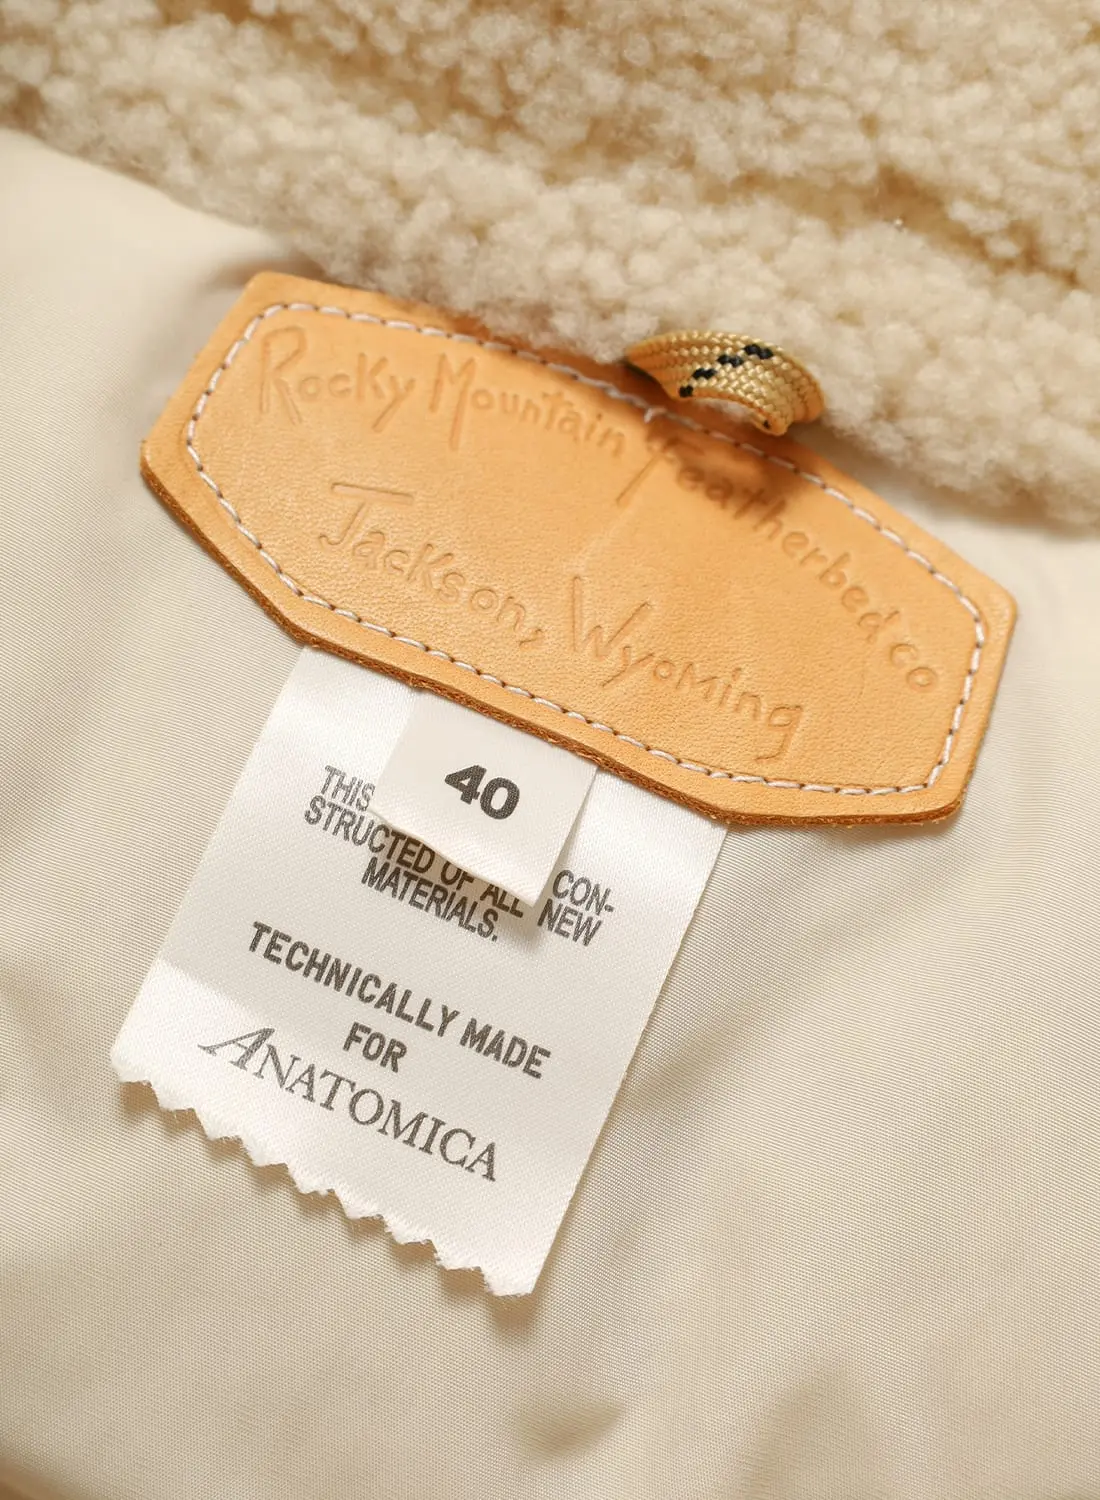 Rocky Mountain Featherbed co
Jackson, Wyoming
40
THIS CON-
STRUCTED OF ALL NEW
MATERIALS.
TECHNICALLY MADE
FOR
ANATOMICA